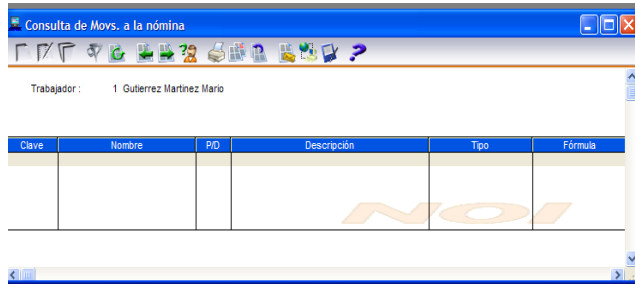 Consulta de Movs. a la nómina
Trabajador : 1 Gutierrez Martinez Mario
Clave Nombre P/D Descripción Tipo Fórmula
NOI